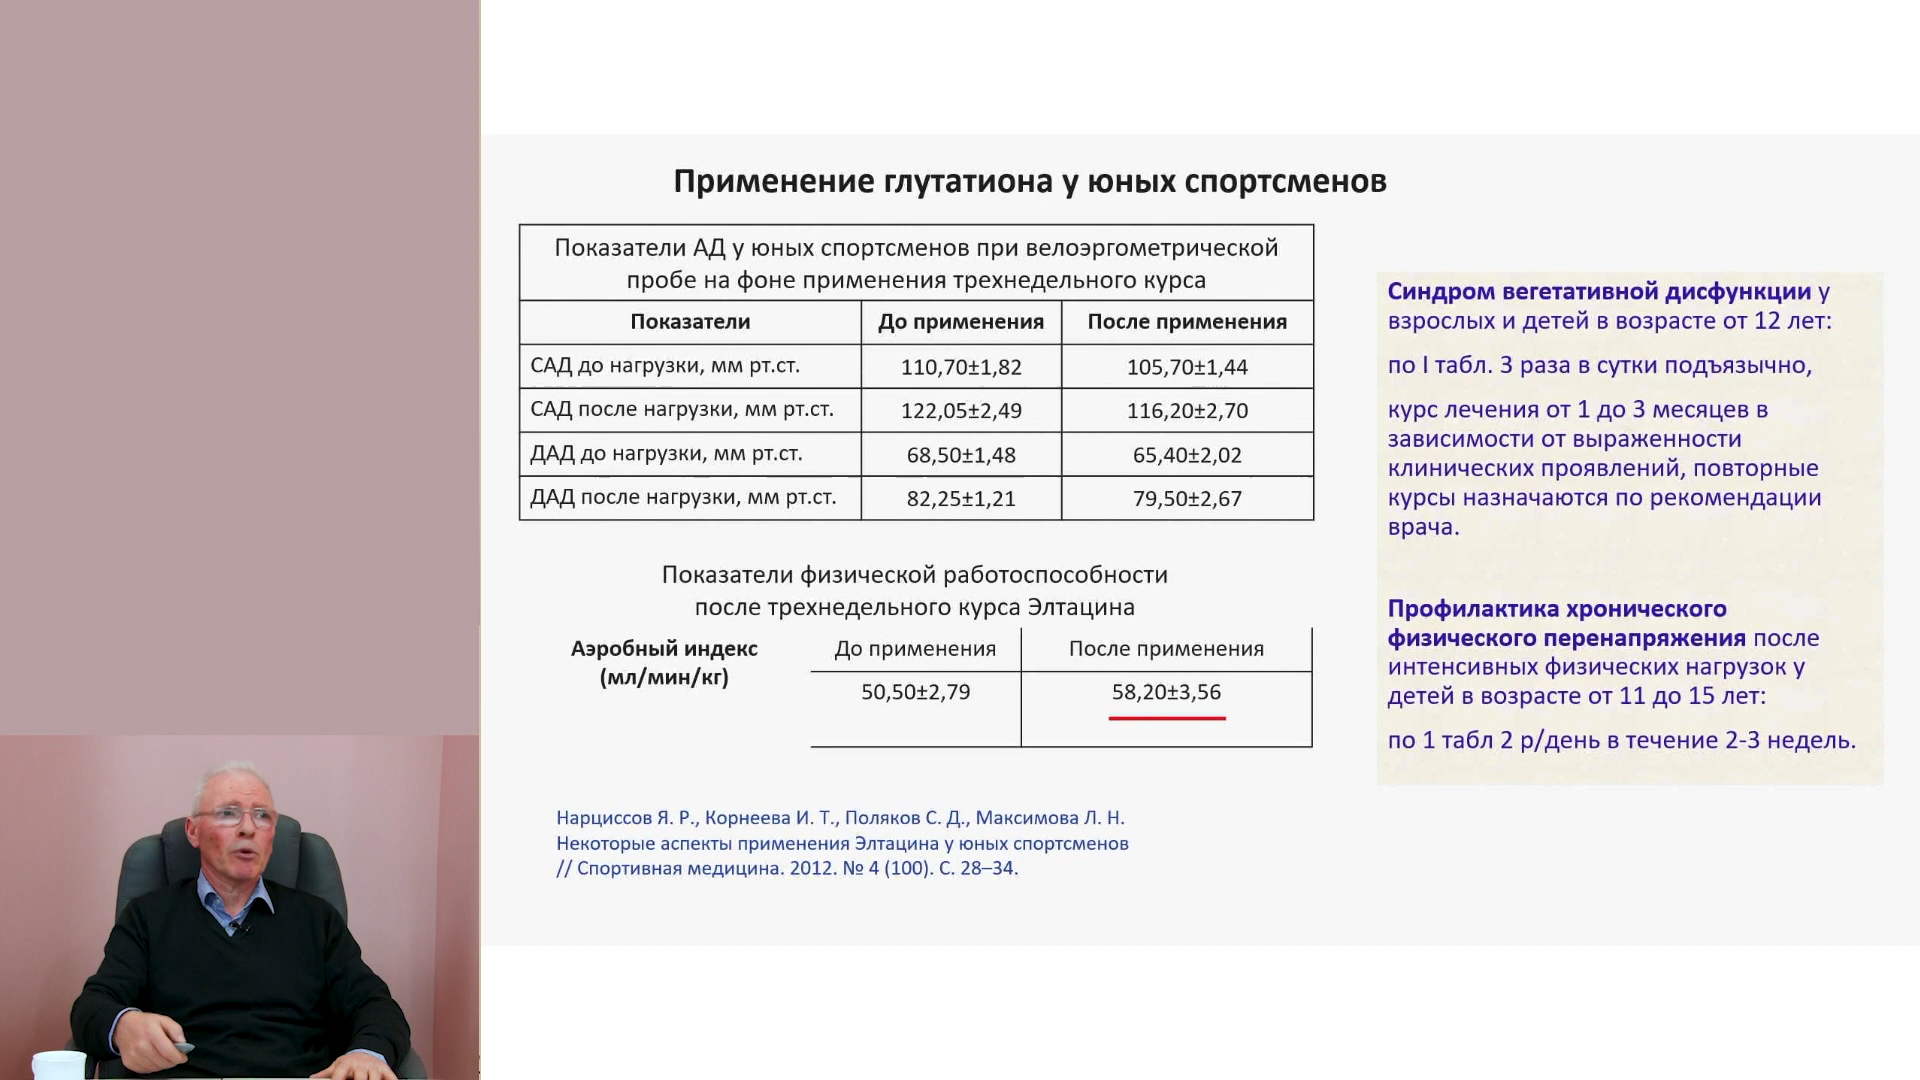 Применение глутатиона у юных спортсменов
Показатели АД у юных спортсменов при велоэргометрической
пробе на фоне применения трехнедельного курса
Показатели До применения После применения
САД до нагрузки, мм рт.ст. 110,70±1,82 105,70±1,44
САД после нагрузки, мм рт.ст. 122,05±2,49 116,20±2,70
ДАД до нагрузки, мм рт.ст. 68,50±1,48 65,40±2,02
ДАД после нагрузки, мм рт.ст. 82,25±1,21 79,50±2,67
Показатели физической работоспособности
после трехнедельного курса Элтацина
Аэробный индекс До применения После применения
(мл/мин/кг)
50,50±2,79 58,20±3,56
Нарциссов Я. Р., Корнеева И. Т., Поляков С. Д., Максимова Л. Н.
Некоторые аспекты применения Элтацина у юных спортсменов
// Спортивная медицина. 2012. № 4 (100). С. 28–34.
Синдром вегетативной дисфункции у
взрослых и детей в возрасте от 12 лет:
по I табл. 3 раза в сутки подъязычно,
курс лечения от 1 до 3 месяцев в
зависимости от выраженности
клинических проявлений, повторные
курсы назначаются по рекомендации
врача.
Профилактика хронического
физического перенапряжения после
интенсивных физических нагрузок у
детей в возрасте от 11 до 15 лет:
по 1 табл 2 р/день в течение 2-3 недель.